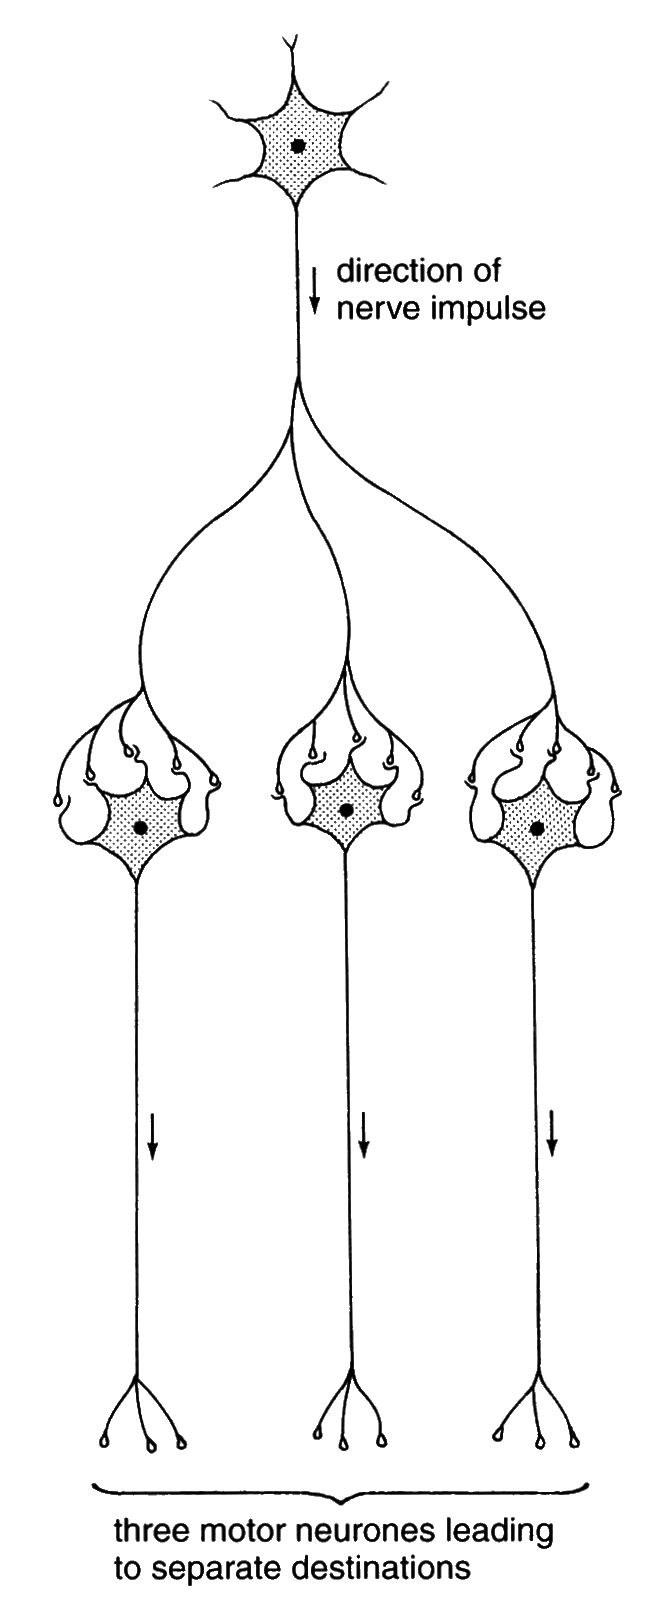 direction of
nerve impulse
three motor neurones leading
to separate destinations